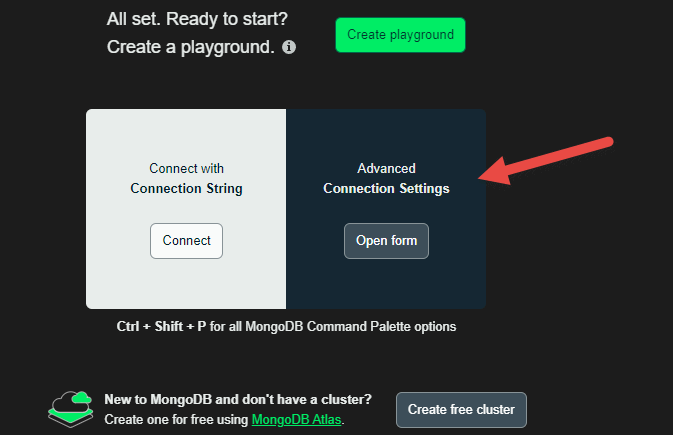 All set. Ready to start?
Create a playground.
Create playground
Connect with
Connection String
Connect
Advanced
Connection Settings
Open form
Ctrl + Shift + P for all MongoDB Command Palette options
New to MongoDB and don't have a cluster?
Create one for free using MongoDB Atlas.
Create free cluster